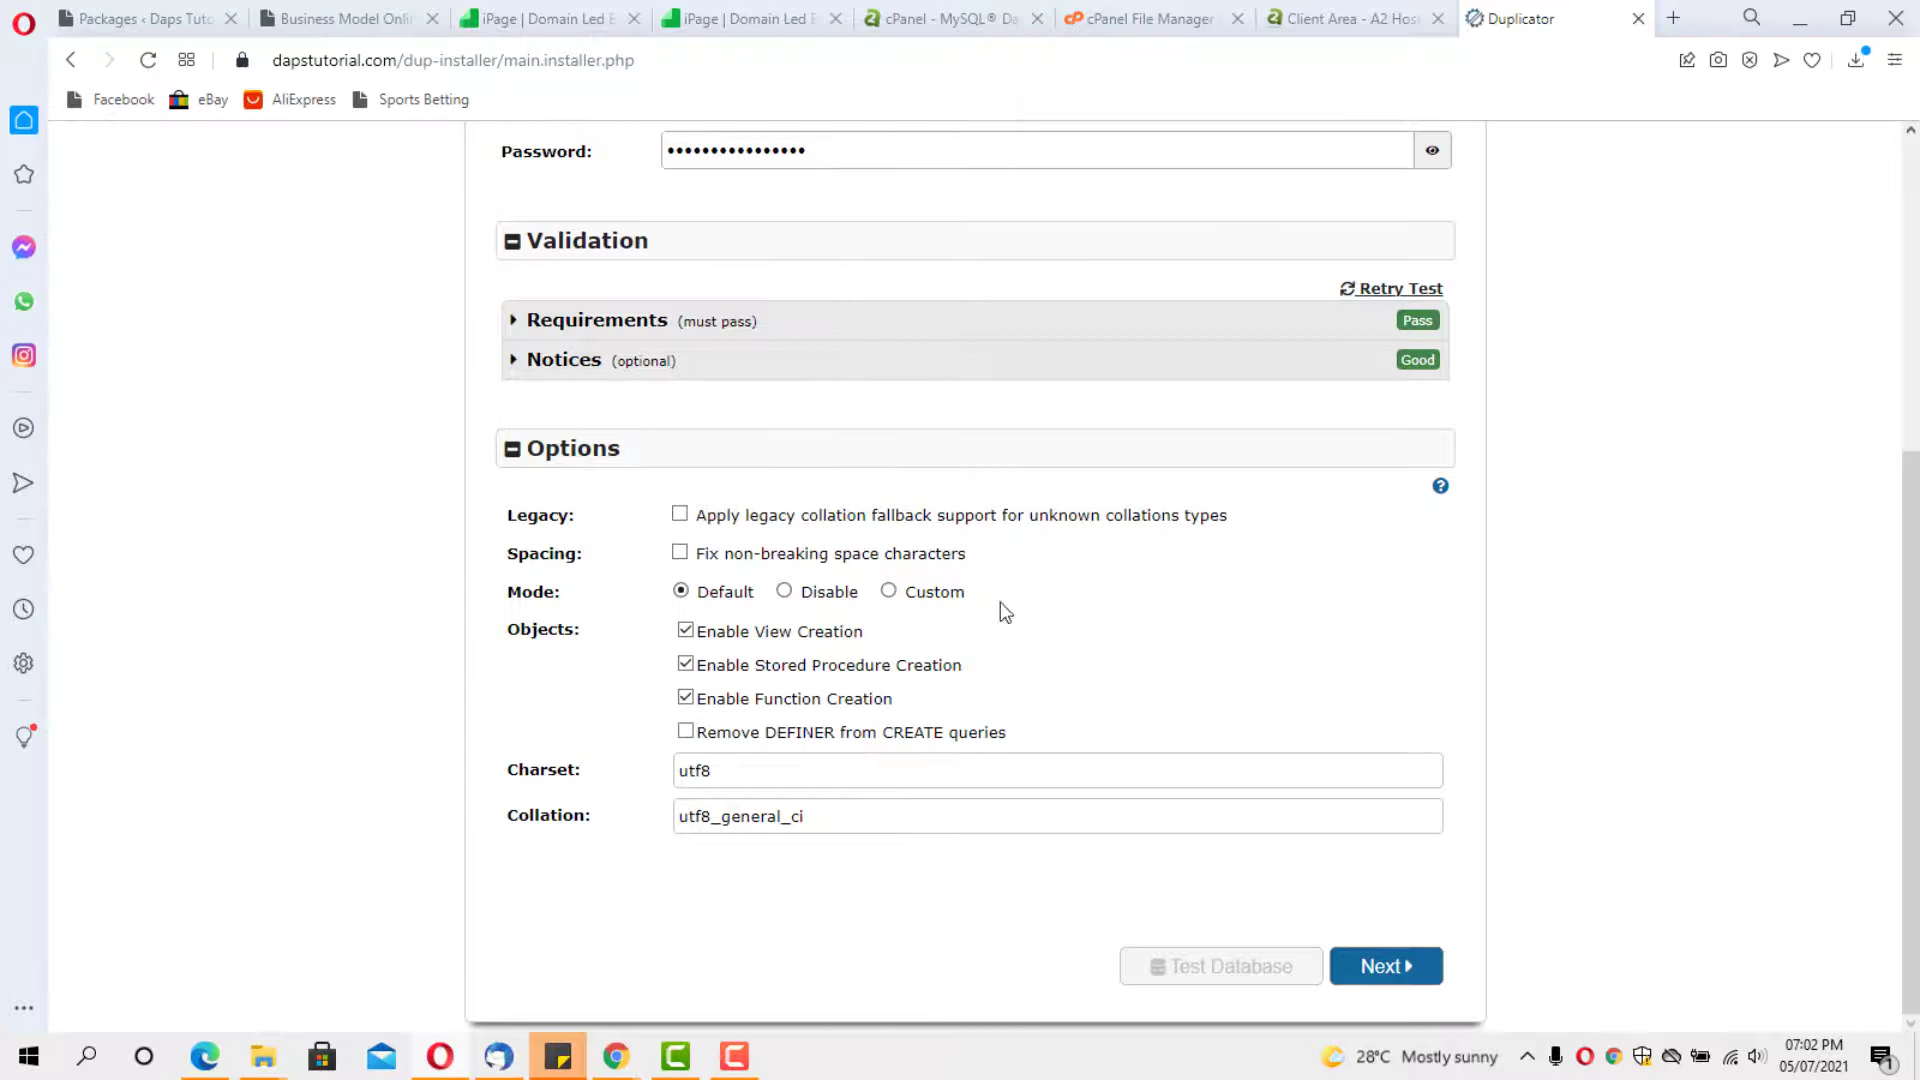 Packages ‹ Daps Tuto
Business Model Onli
iPage | Domain Led E
iPage | Domain Led E
cPanel - MySQL® Da
cPanel File Manager
Client Area - A2 Hos
Duplicator
dapstutorial.com/dup-installer/main.installer.php
Facebook
eBay
AliExpress
Sports Betting
Password:
••••••••••••••••
Validation
Retry Test
Requirements (must pass)
Pass
Notices (optional)
Good
Options
Legacy:
Apply legacy collation fallback support for unknown collations types
Spacing:
Fix non-breaking space characters
Mode:
Default
Disable
Custom
Objects:
Enable View Creation
Enable Stored Procedure Creation
Enable Function Creation
Remove DEFINER from CREATE queries
Charset:
utf8
Collation:
utf8_general_ci
Test Database
Next
28°C Mostly sunny
07:02 PM
05/07/2021
1